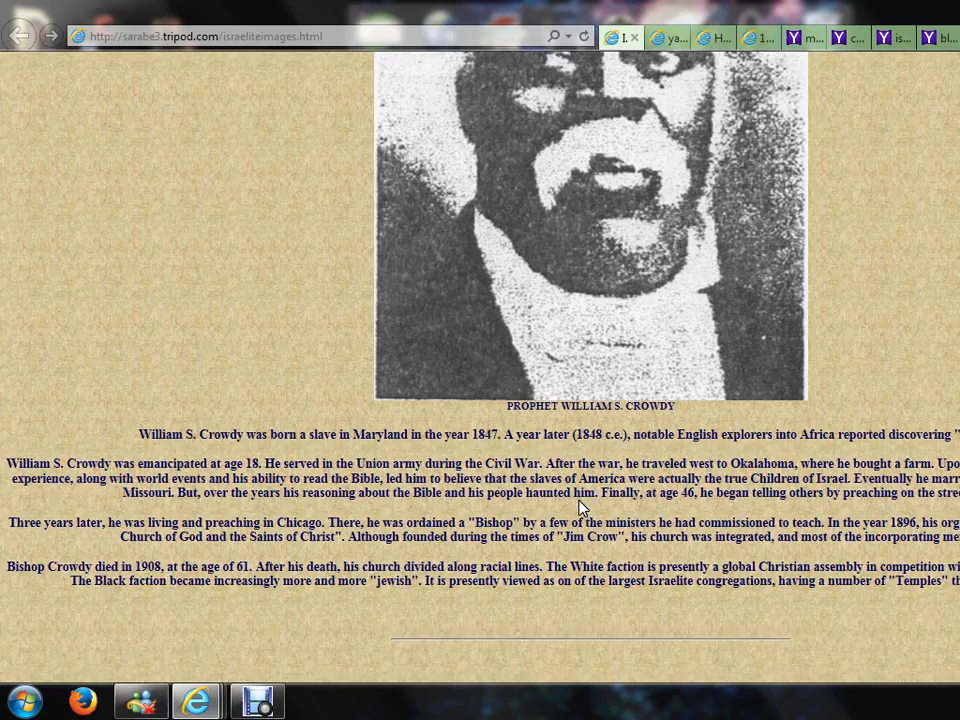 http://sarabe3.tripod.com/israeliteimages.html
I...
ya...
H...
1...
m...
c...
is...
bl...
PROPHET WILLIAM S. CROWDY
William S. Crowdy was born a slave in Maryland in the year 1847. A year later (1848 c.e.), notable English explorers into Africa reported discovering "
William S. Crowdy was emancipated at age 18. He served in the Union army during the Civil War. After the war, he traveled west to Okalahoma, where he bought a farm. Upo
experience, along with world events and his ability to read the Bible, led him to believe that the slaves of America were actually the true Children of Israel. Eventually he marr
Missouri. But, over the years his reasoning about the Bible and his people haunted him. Finally, at age 46, he began telling others by preaching on the stre
Three years later, he was living and preaching in Chicago. There, he was ordained a "Bishop" by a few of the ministers he had commissioned to teach. In the year 1896, his org
Church of God and the Saints of Christ". Although founded during the times of "Jim Crow", his church was integrated, and most of the incorporating me
Bishop Crowdy died in 1908, at the age of 61. After his death, his church divided along racial lines. The White faction is presently a global Christian assembly in competition wi
The Black faction became increasingly more and more "jewish". It is presently viewed as on of the largest Israelite congregations, having a number of "Temples" th